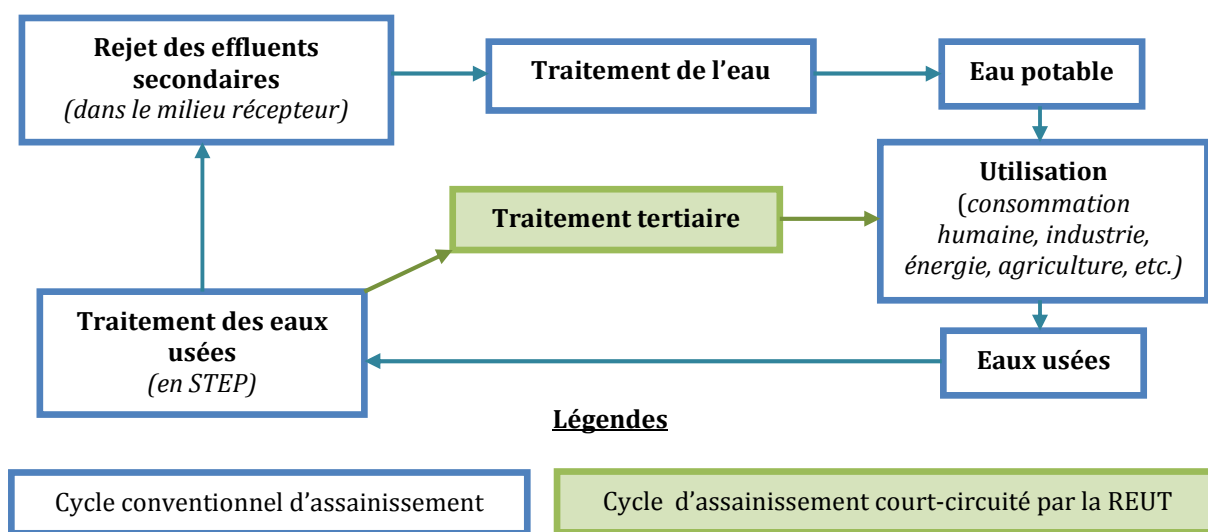 Rejet des effluents
secondaires
(dans le milieu récepteur)
Traitement de l’eau
Eau potable
Utilisation
(consommation
humaine, industrie,
énergie, agriculture, etc.)
Traitement tertiaire
Traitement des eaux
usées
(en STEP)
Eaux usées
Légendes
Cycle conventionnel d’assainissement
Cycle d’assainissement court-circuité par la REUT